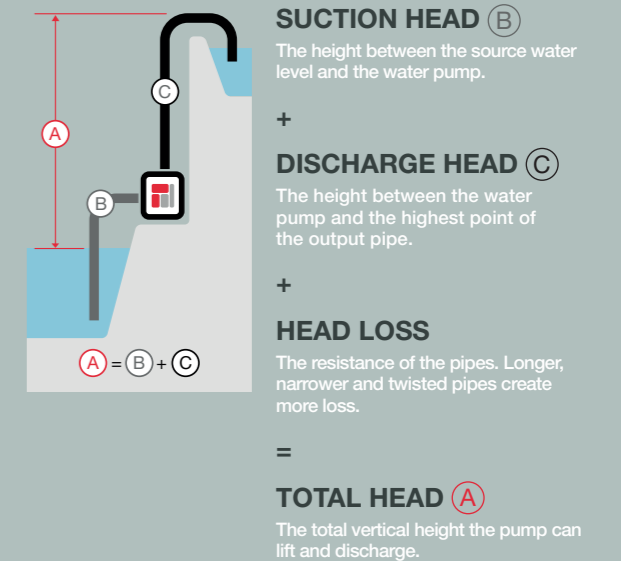 SUCTION HEAD B
The height between the source water
level and the water pump.
+
DISCHARGE HEAD C
The height between the water
pump and the highest point of
the output pipe.
+
HEAD LOSS
The resistance of the pipes. Longer,
narrower and twisted pipes create
more loss.
=
TOTAL HEAD A
The total vertical height the pump can
lift and discharge.
C
A
B
A = B + C